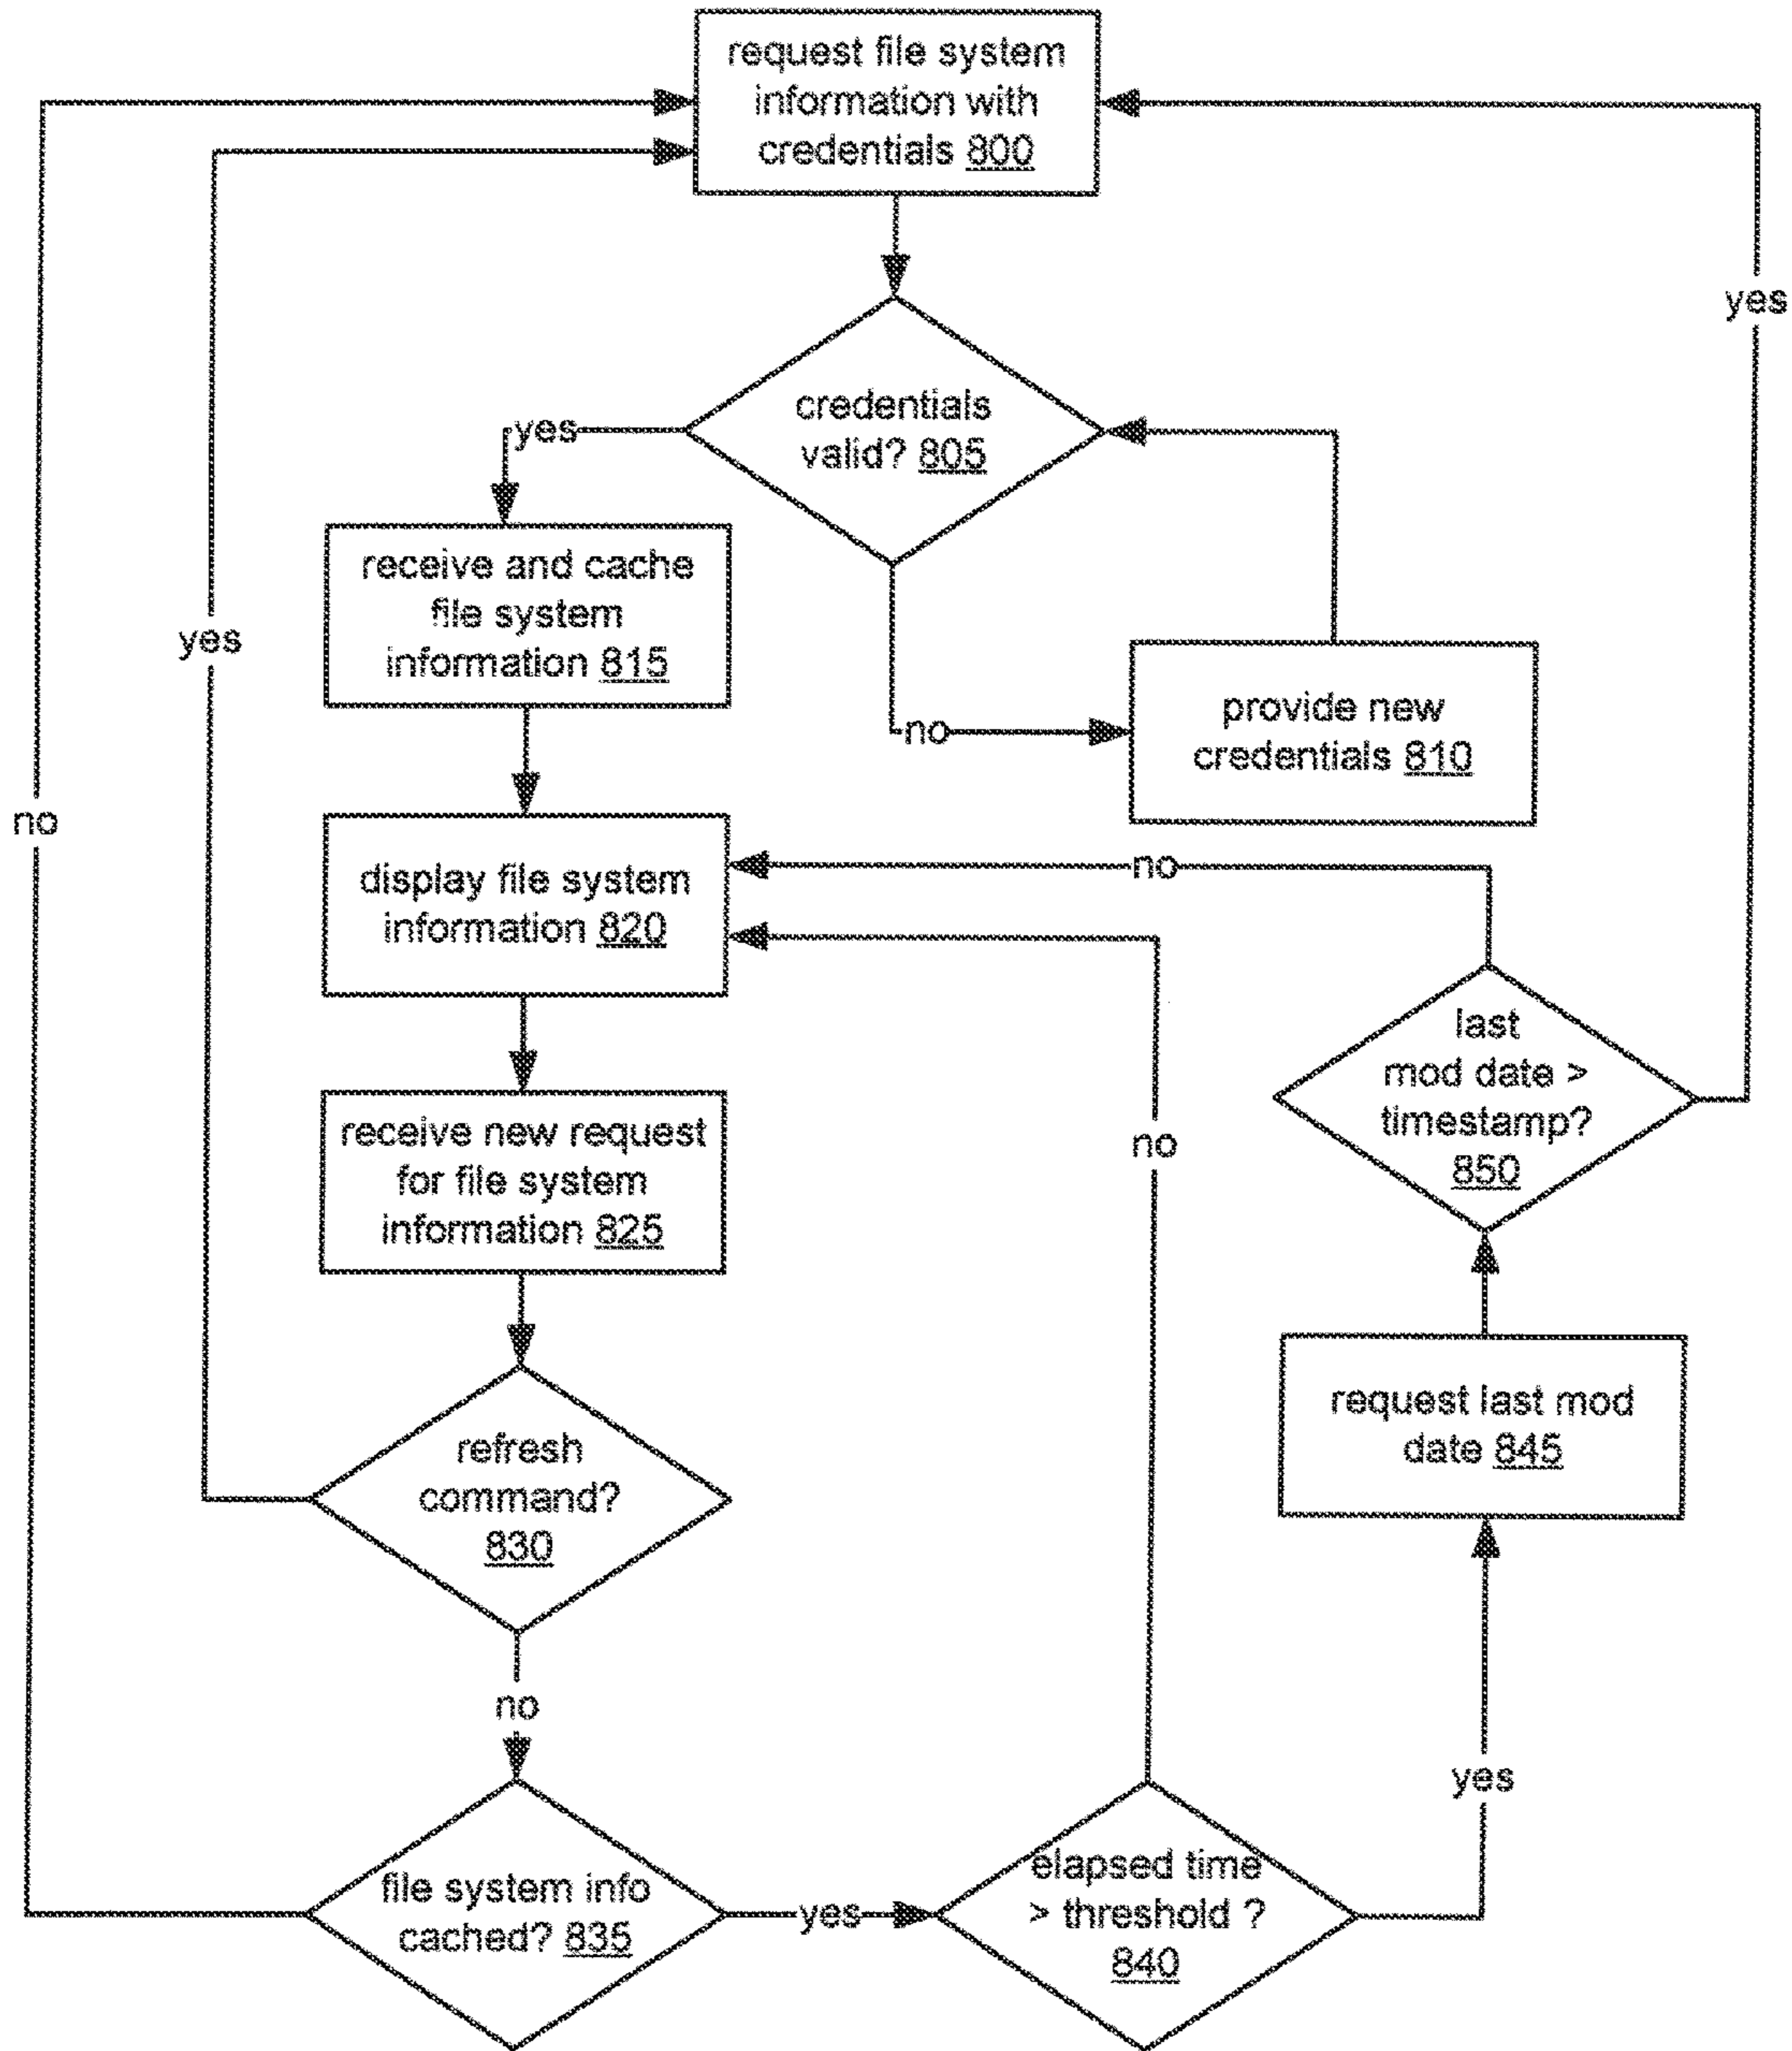 request file system
information with
credentials 800
yes
credentials
valid? 805
yes
receive and cache
file system
information 815
yes
no
provide new
credentials 810
no
display file system
information 820
no
last
mod date >
timestamp?
850
no
receive new request
for file system
information 825
request last mod
date 845
refresh
command?
830
no
yes
file system info
cached? 835
yes
elapsed time
> threshold ?
840